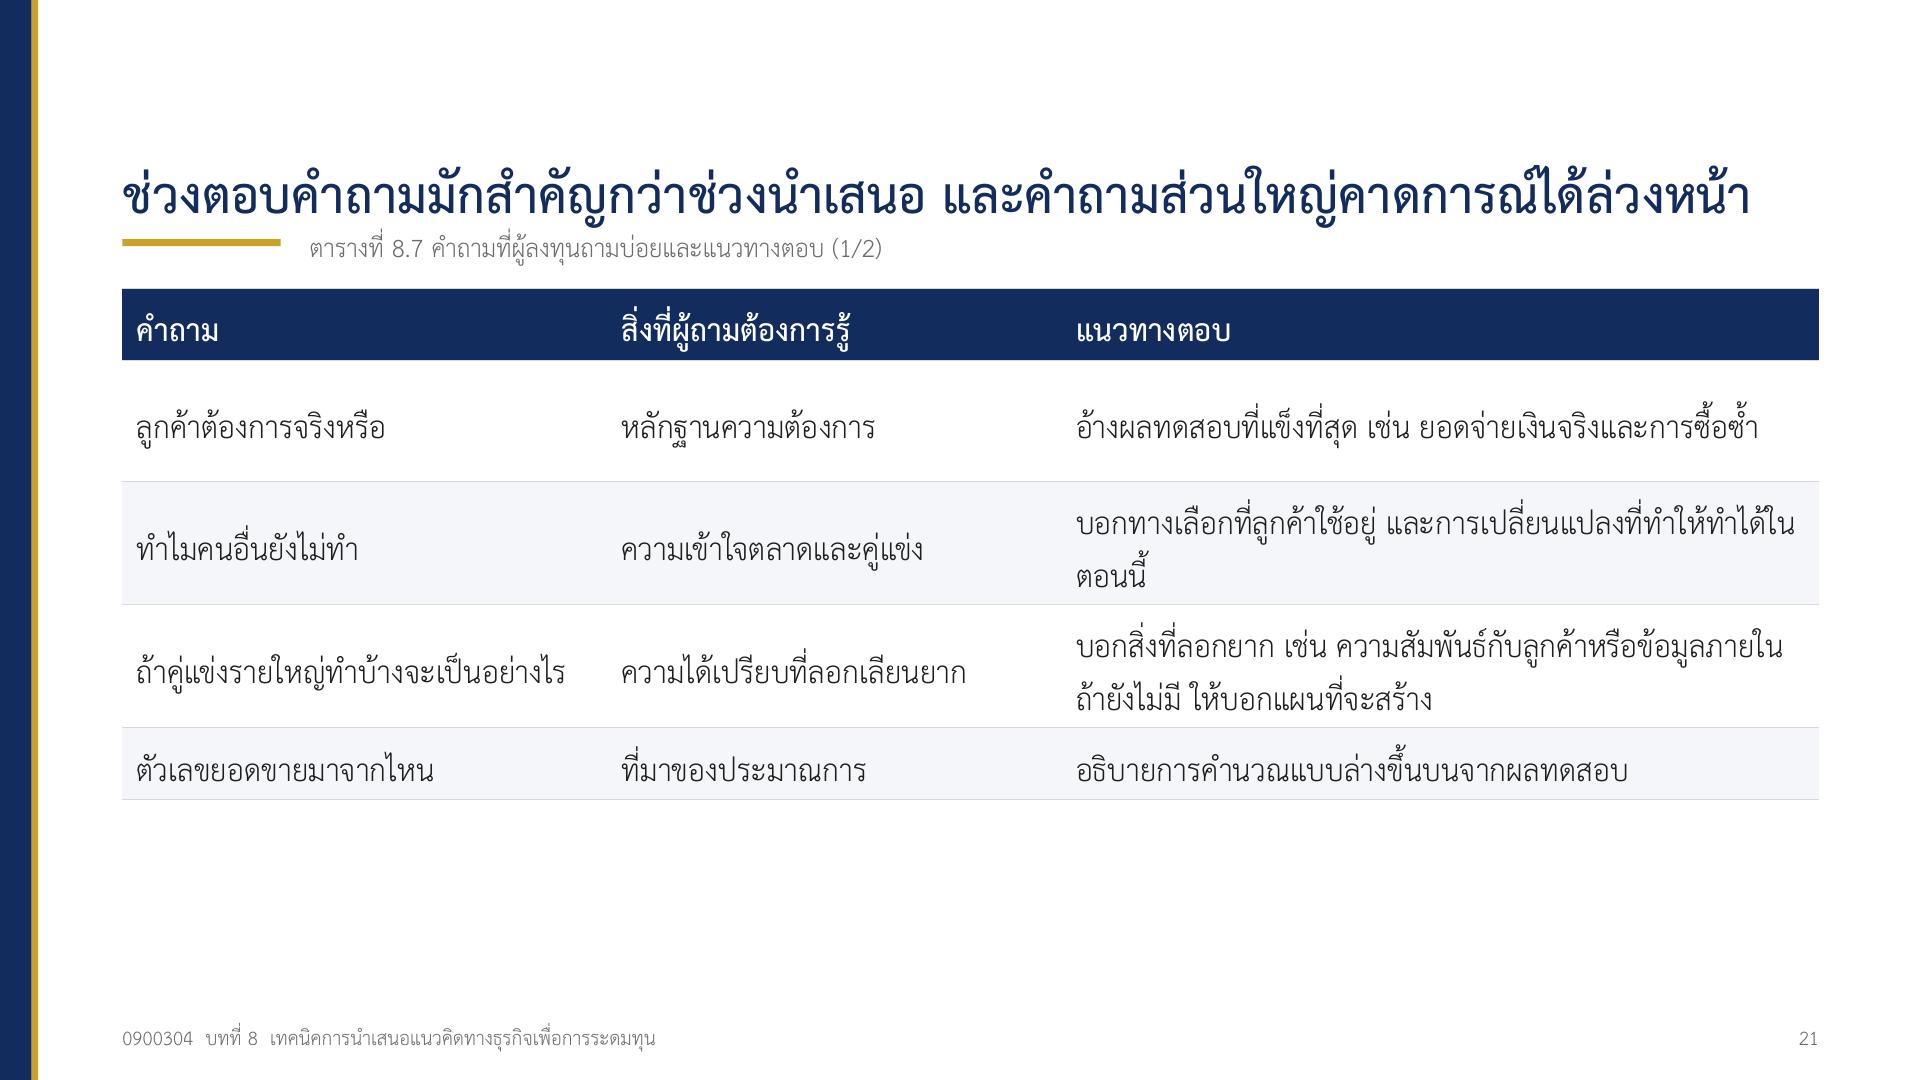 ช่วงตอบคำถามมักสำคัญกว่าช่วงนำเสนอ และคำถามส่วนใหญ่คาดการณ์ได้ล่วงหน้า
ตารางที่ 8.7 คำถามที่ผู้ลงทุนถามบ่อยและแนวทางตอบ (1/2)
คำถาม สิ่งที่ผู้ถามต้องการรู้ แนวทางตอบ
ลูกค้าต้องการจริงหรือ หลักฐานความต้องการ อ้างผลทดสอบที่แข็งที่สุด เช่น ยอดจ่ายเงินจริงและการซื้อซ้ำ
ทำไมคนอื่นยังไม่ทำ ความเข้าใจตลาดและคู่แข่ง บอกทางเลือกที่ลูกค้าใช้อยู่ และการเปลี่ยนแปลงที่ทำให้ทำได้ใน
ตอนนี้
ถ้าคู่แข่งรายใหญ่ทำบ้างจะเป็นอย่างไร ความได้เปรียบที่ลอกเลียนยาก บอกสิ่งที่ลอกยาก เช่น ความสัมพันธ์กับลูกค้าหรือข้อมูลภายใน
ถ้ายังไม่มี ให้บอกแผนที่จะสร้าง
ตัวเลขยอดขายมาจากไหน ที่มาของประมาณการ อธิบายการคำนวณแบบล่างขึ้นบนจากผลทดสอบ
0900304 บทที่ 8 เทคนิคการนำเสนอแนวคิดทางธุรกิจเพื่อการระดมทุน 21